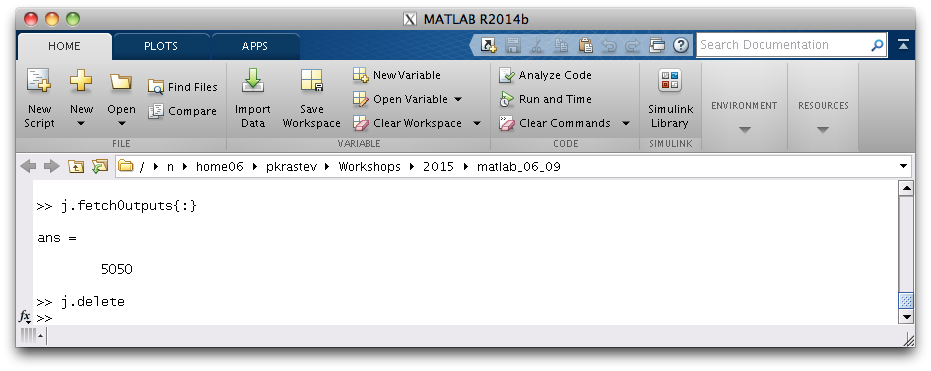 MATLAB R2014b
HOME PLOTS APPS Search Documentation
New Script
New
Open
Find Files
Compare
FILE
Import Data
Save Workspace
New Variable
Open Variable
Clear Workspace
VARIABLE
Analyze Code
Run and Time
Clear Commands
CODE
Simulink Library
SIMULINK
ENVIRONMENT
RESOURCES
/ n home06 pkrastev Workshops 2015 matlab_06_09
>> j.fetchOutputs{:}
ans =
5050
>> j.delete
fx >>